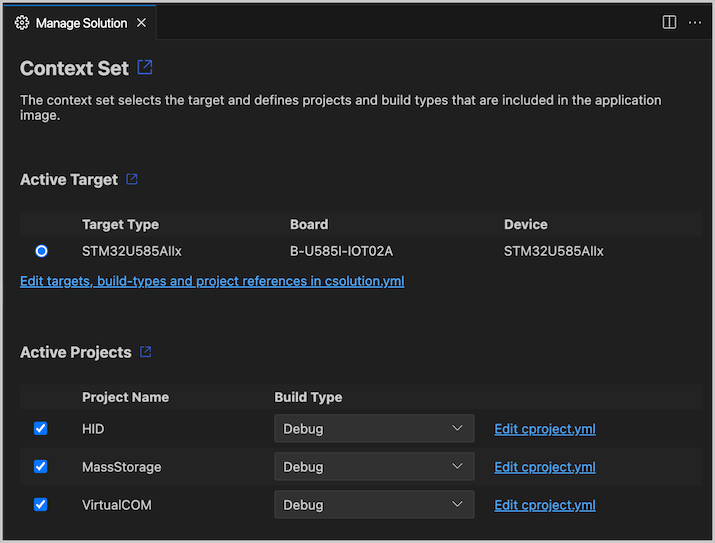 Manage Solution
Context Set
The context set selects the target and defines projects and build types that are included in the application
image.
Active Target
Target Type Board Device
STM32U585AIIx B-U585I-IOT02A STM32U585AIIx
Edit targets, build-types and project references in csolution.yml
Active Projects
Project Name Build Type
HID Debug Edit cproject.yml
MassStorage Debug Edit cproject.yml
VirtualCOM Debug Edit cproject.yml